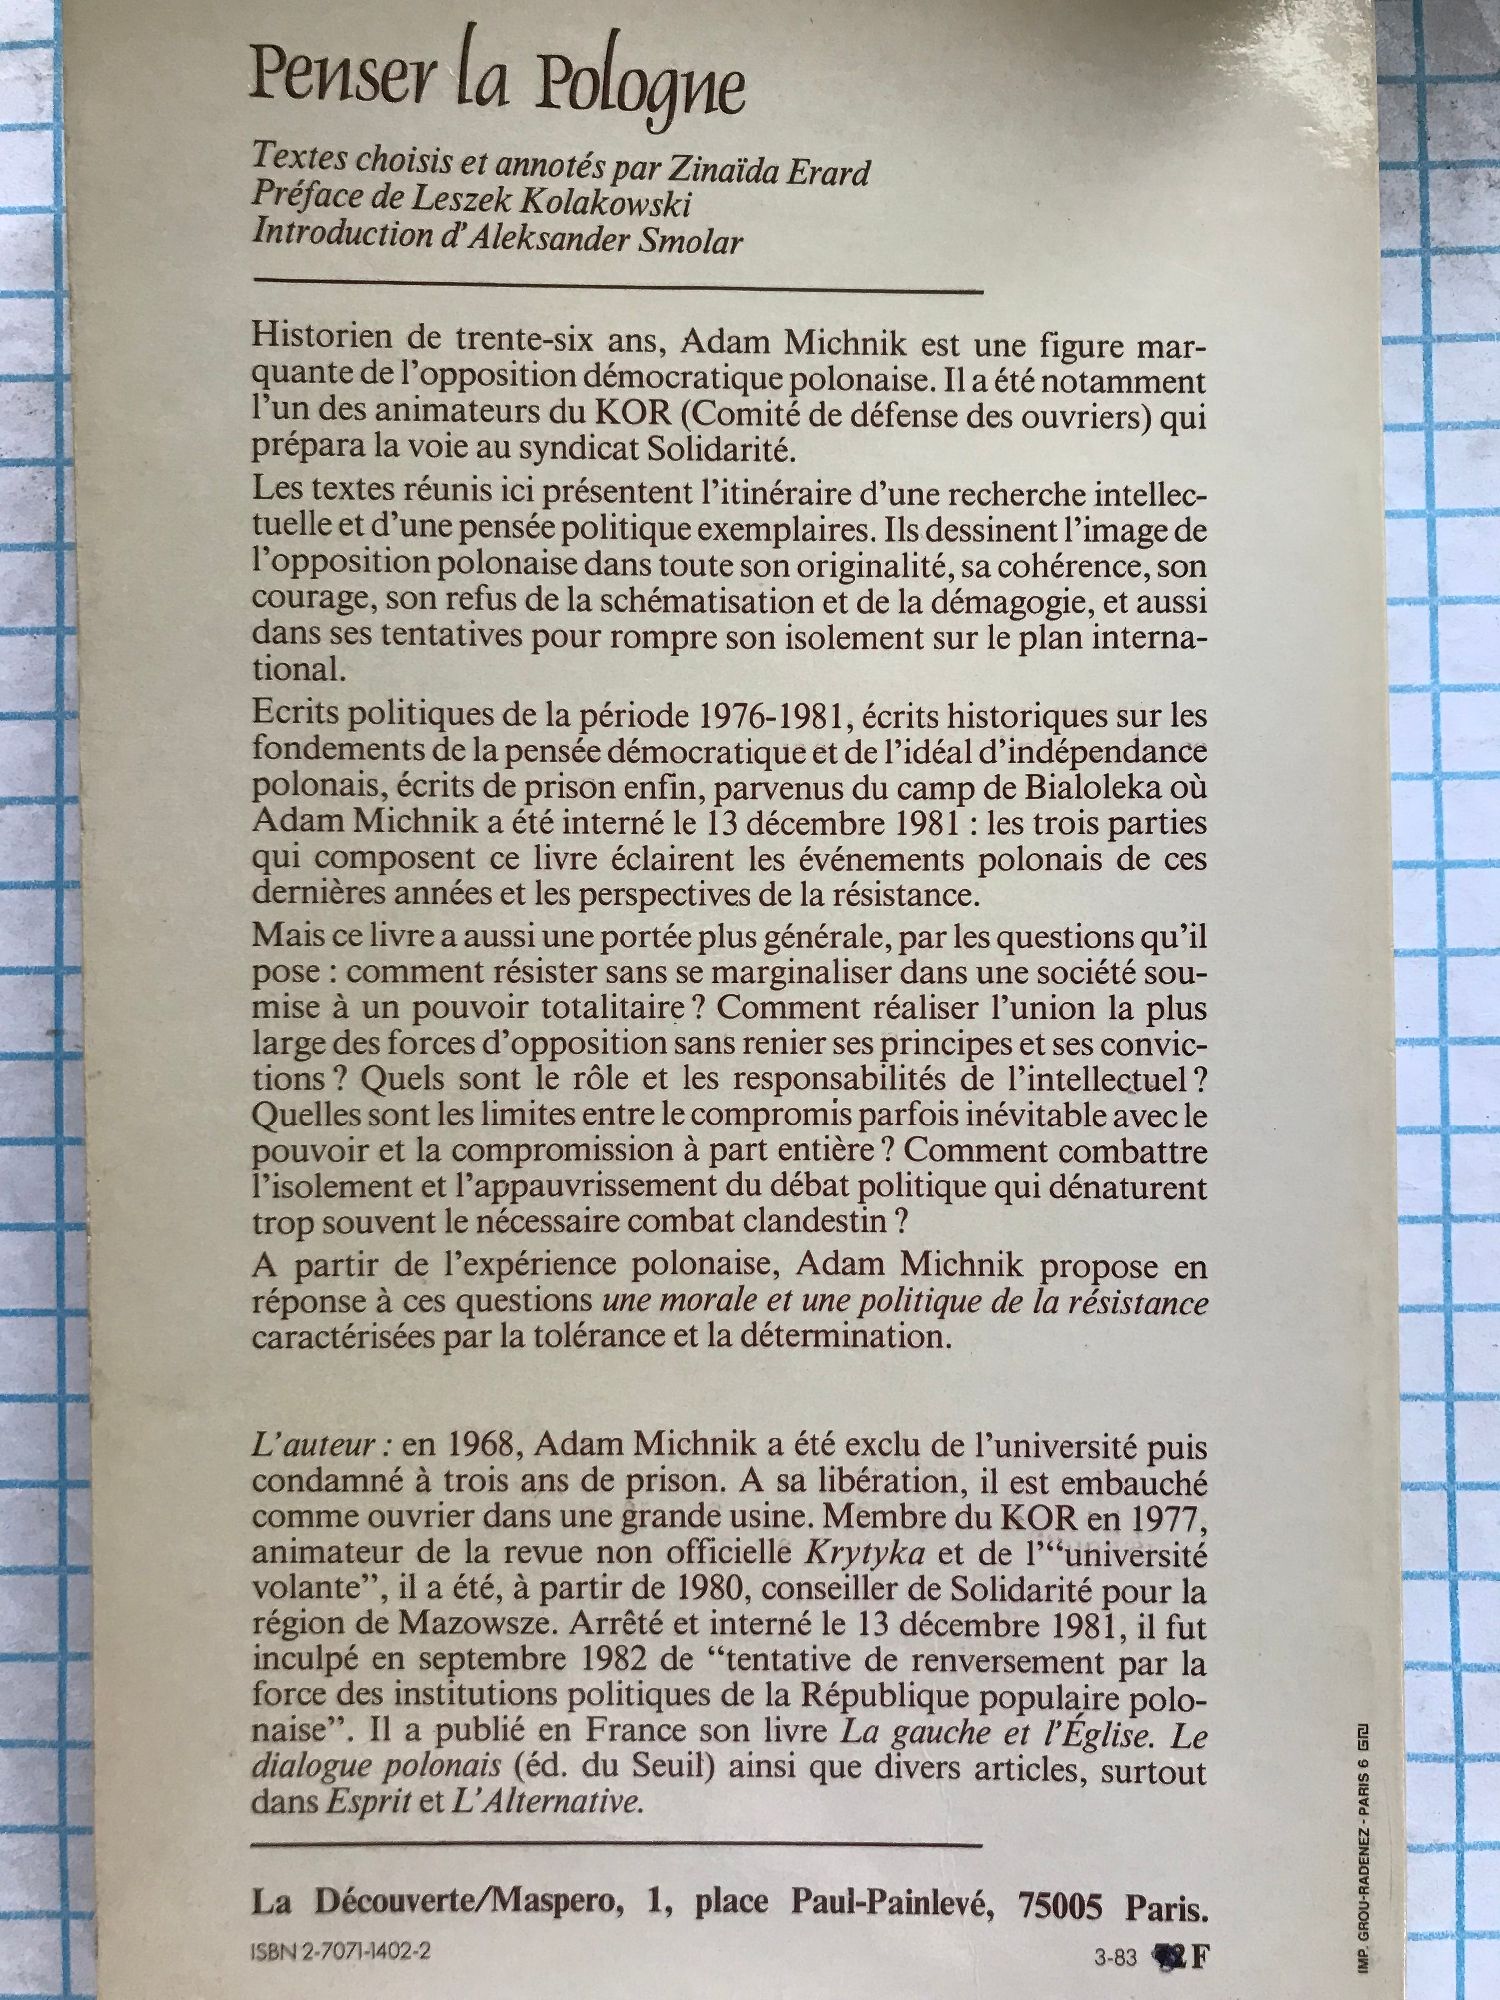 Penser la Pologne
Textes choisis et annotés par Zinaïda Erard
Préface de Leszek Kolakowski
Introduction d'Aleksander Smolar
Historien de trente-six ans, Adam Michnik est une figure mar-
quante de l'opposition démocratique polonaise. Il a été notamment
l'un des animateurs du KOR (Comité de défense des ouvriers) qui
prépara la voie au syndicat Solidarité.
Les textes réunis ici présentent l'itinéraire d'une recherche intellec-
tuelle et d'une pensée politique exemplaires. Ils dessinent l'image de
l'opposition polonaise dans toute son originalité, sa cohérence, son
courage, son refus de la schématisation et de la démagogie, et aussi
dans ses tentatives pour rompre son isolement sur le plan interna-
tional.
Ecrits politiques de la période 1976-1981, écrits historiques sur les
fondements de la pensée démocratique et de l'idéal d'indépendance
polonais, écrits de prison enfin, parvenus du camp de Bialoleka où
Adam Michnik a été interné le 13 décembre 1981 : les trois parties
qui composent ce livre éclairent les événements polonais de ces
dernières années et les perspectives de la résistance.
Mais ce livre a aussi une portée plus générale, par les questions qu'il
pose : comment résister sans se marginaliser dans une société sou-
mise à un pouvoir totalitaire ? Comment réaliser l'union la plus
large des forces d'opposition sans renier ses principes et ses convic-
tions ? Quels sont le rôle et les responsabilités de l'intellectuel ?
Quelles sont les limites entre le compromis parfois inévitable avec le
pouvoir et la compromission à part entière ? Comment combattre
l'isolement et l'appauvrissement du débat politique qui dénaturent
trop souvent le nécessaire combat clandestin ?
A partir de l'expérience polonaise, Adam Michnik propose en
réponse à ces questions une morale et une politique de la résistance
caractérisées par la tolérance et la détermination.
L'auteur : en 1968, Adam Michnik a été exclu de l'université puis
condamné à trois ans de prison. A sa libération, il est embauché
comme ouvrier dans une grande usine. Membre du KOR en 1977,
animateur de la revue non officielle Krytyka et de l'“université
volante”, il a été, à partir de 1980, conseiller de Solidarité pour la
région de Mazowsze. Arrêté et interné le 13 décembre 1981, il fut
inculpé en septembre 1982 de “tentative de renversement par la
force des institutions politiques de la République populaire polo-
naise”. Il a publié en France son livre La gauche et l'Église. Le
dialogue polonais (éd. du Seuil) ainsi que divers articles, surtout
dans Esprit et L'Alternative.
La Découverte/Maspero, 1, place Paul-Painlevé, 75005 Paris.
ISBN 2-7071-1402-2
3-83 F
IMP. GROU-RADENEZ - PARIS 6